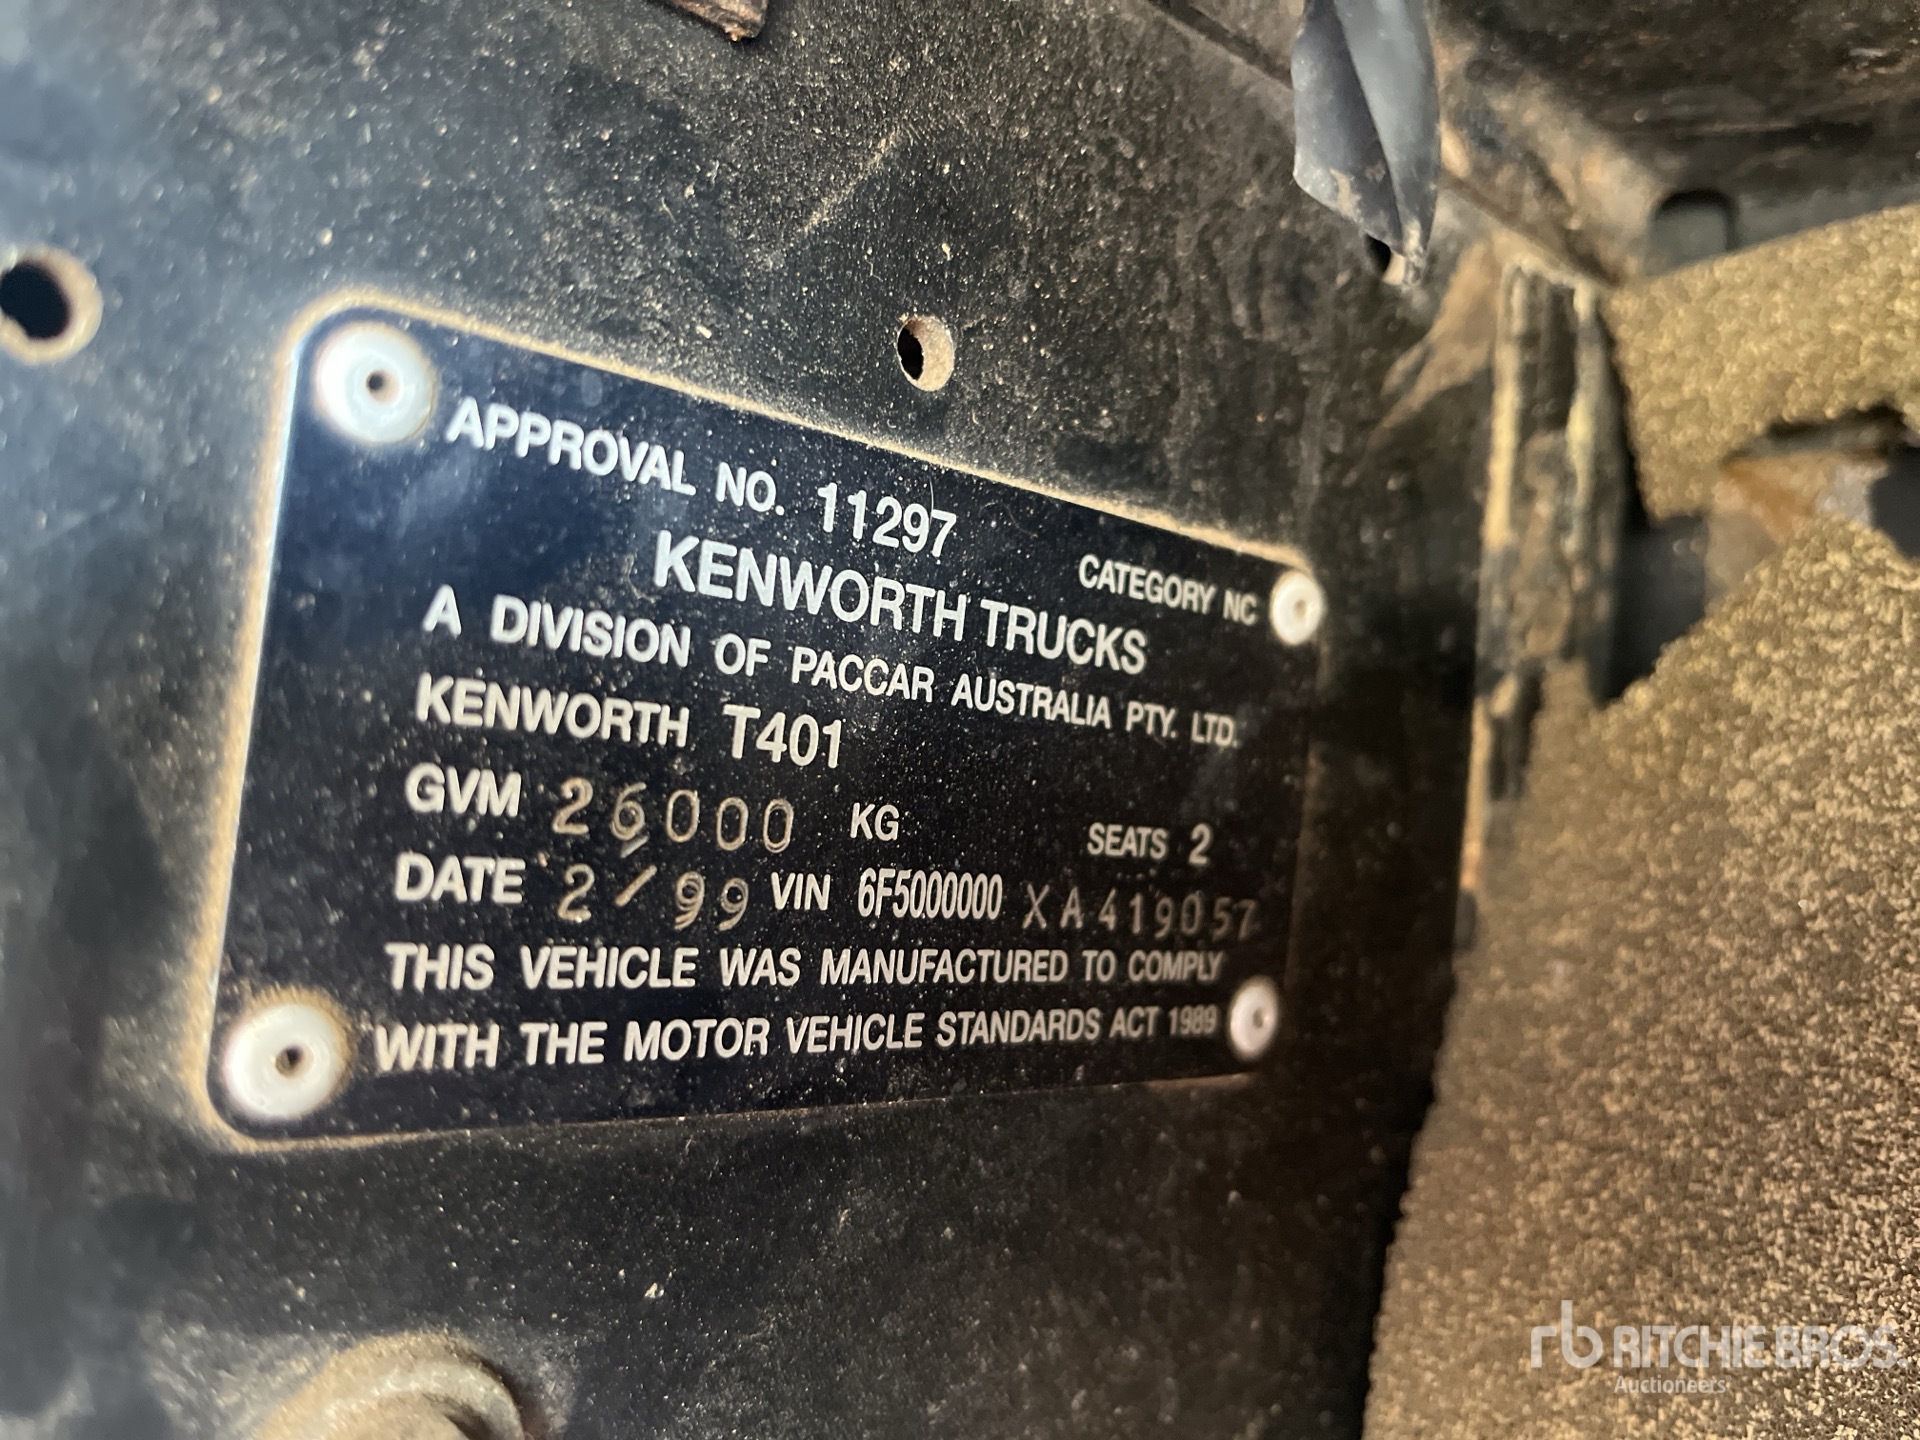 APPROVAL NO. 11297
CATEGORY NC
KENWORTH TRUCKS
A DIVISION OF PACCAR AUSTRALIA PTY. LTD.
KENWORTH T401
GVM 26000 KG SEATS 2
DATE 2/99 VIN 6F5000000XA419057
THIS VEHICLE WAS MANUFACTURED TO COMPLY
WITH THE MOTOR VEHICLE STANDARDS ACT 1989
rb RITCHIE BROS.
Auctioneers